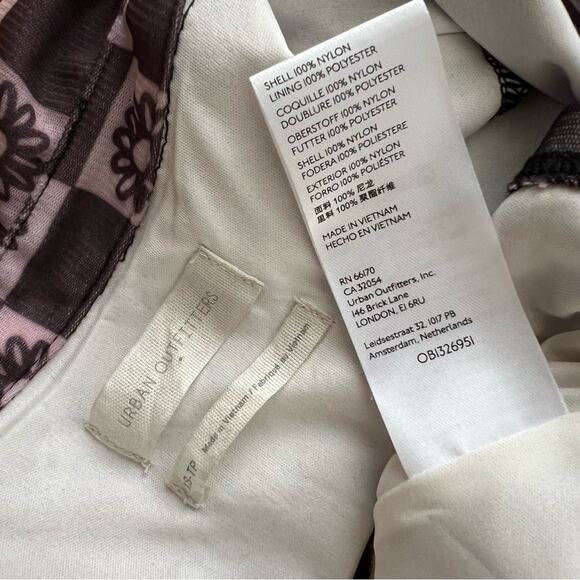 SHELL 100% NYLON
LINING 100% POLYESTER
COQUILLE 100% NYLON
DOUBLURE 100% POLYESTER
OBERSTOFF 100% NYLON
FUTTER 100% POLYESTER
SHELL 100% NYLON
FODERA 100% POLIESTERE
EXTERIOR 100% NYLON
FORRO 100% POLIÉSTER
面料 100% 尼龙
里料 100% 聚酯纤维
MADE IN VIETNAM
HECHO EN VIETNAM
RN 66170
CA 32054
Urban Outfitters, Inc.
146 Brick Lane
LONDON, E1 6RU
Leidsestraat 32, 1017 PB
Amsterdam, Netherlands
OB1326951
URBAN OUTFITTERS
Made in Vietnam / Fabriqué au Vietnam
XS-TP